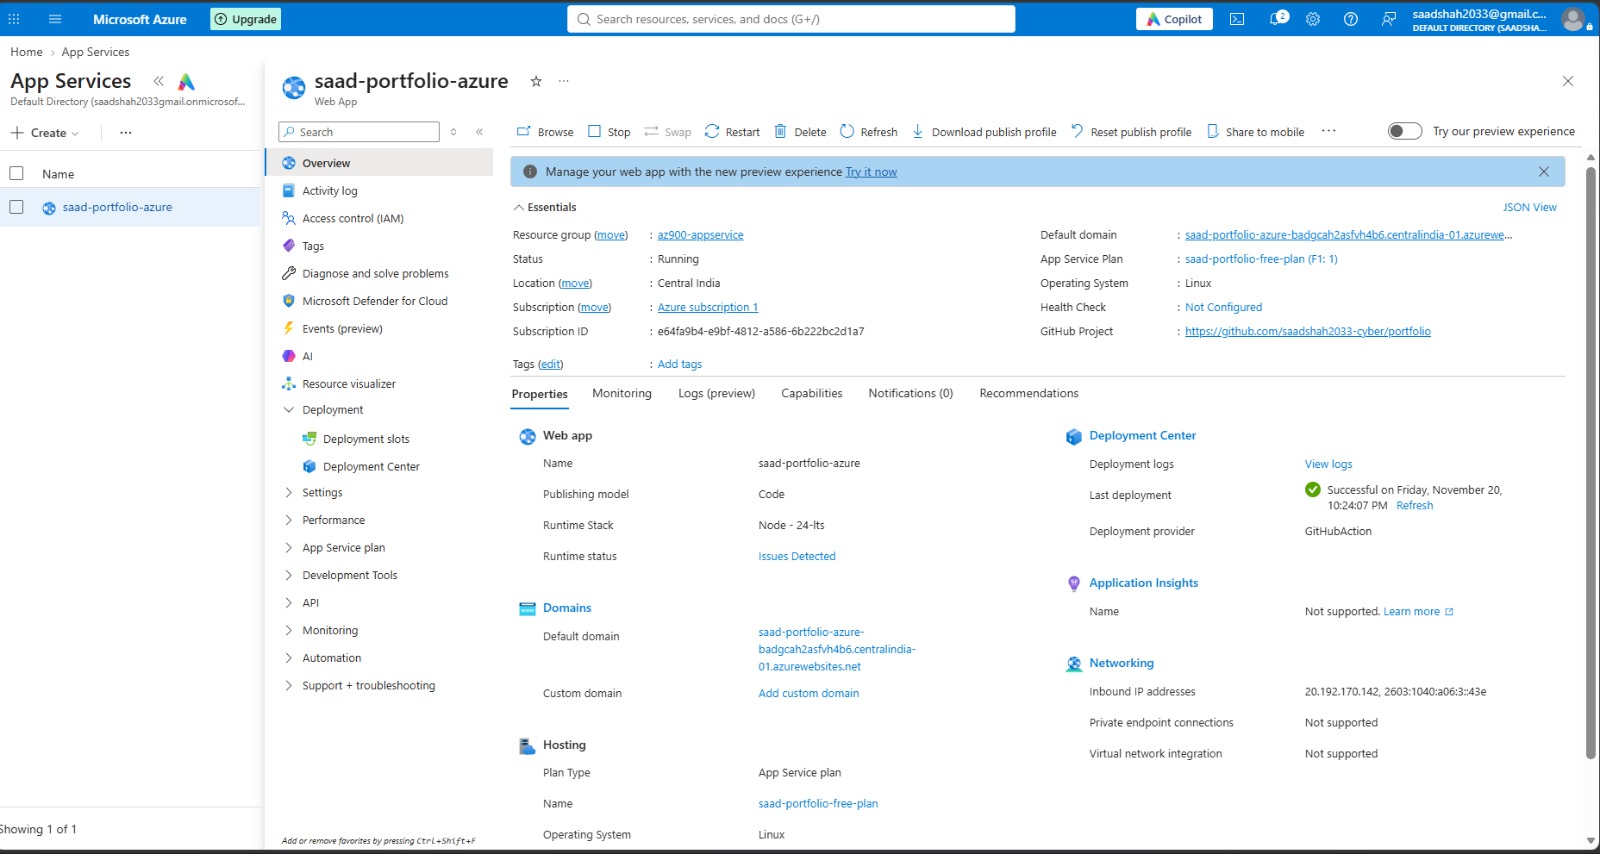 Microsoft Azure
Upgrade
Search resources, services, and docs (G+/)
Copilot
2
saadshah2033@gmail.c...
DEFAULT DIRECTORY (SAADSHA...
Home > App Services
App Services
Default Directory (saadshah2033gmail.onmicrosof...
Create
...
Name
saad-portfolio-azure
Showing 1 of 1
saad-portfolio-azure
...
Web App
Search
Overview
Activity log
Access control (IAM)
Tags
Diagnose and solve problems
Microsoft Defender for Cloud
Events (preview)
AI
Resource visualizer
Deployment
Deployment slots
Deployment Center
Settings
Performance
App Service plan
Development Tools
API
Monitoring
Automation
Support + troubleshooting
Add or remove favorites by pressing Ctrl+Shift+F
Browse Stop Swap Restart Delete Refresh Download publish profile Reset publish profile Share to mobile ... Try our preview experience
Manage your web app with the new preview experience Try it now
Essentials
JSON View
Resource group (move) : az900-appservice
Status : Running
Location (move) : Central India
Subscription (move) : Azure subscription 1
Subscription ID : e64fa9b4-e9bf-4812-a586-6b222bc2d1a7
Default domain : saad-portfolio-azure-badgcah2asfvh4b6.centralindia-01.azurewe...
App Service Plan : saad-portfolio-free-plan (F1: 1)
Operating System : Linux
Health Check : Not Configured
GitHub Project : https://github.com/saadshah2033-cyber/portfolio
Tags (edit) : Add tags
Properties Monitoring Logs (preview) Capabilities Notifications (0) Recommendations
Web app
Name saad-portfolio-azure
Publishing model Code
Runtime Stack Node - 24-lts
Runtime status Issues Detected
Domains
Default domain saad-portfolio-azure-
badgcah2asfvh4b6.centralindia-
01.azurewebsites.net
Custom domain Add custom domain
Hosting
Plan Type App Service plan
Name saad-portfolio-free-plan
Operating System Linux
Deployment Center
Deployment logs View logs
Last deployment Successful on Friday, November 20,
10:24:07 PM Refresh
Deployment provider GitHubAction
Application Insights
Name Not supported. Learn more
Networking
Inbound IP addresses 20.192.170.142, 2603:1040:a06:3::43e
Private endpoint connections Not supported
Virtual network integration Not supported